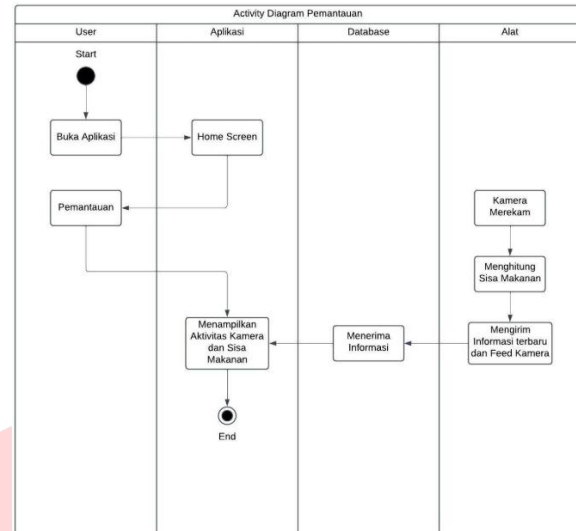 Activity Diagram Pemantauan
User
Aplikasi
Database
Alat
Start
Buka Aplikasi
Home Screen
Pemantauan
Kamera
Merekam
Menghitung
Sisa Makanan
Menampilkan
Aktivitas Kamera
dan Sisa
Makanan
Menerima
Informasi
Mengirim
Informasi terbaru
dan Feed Kamera
End